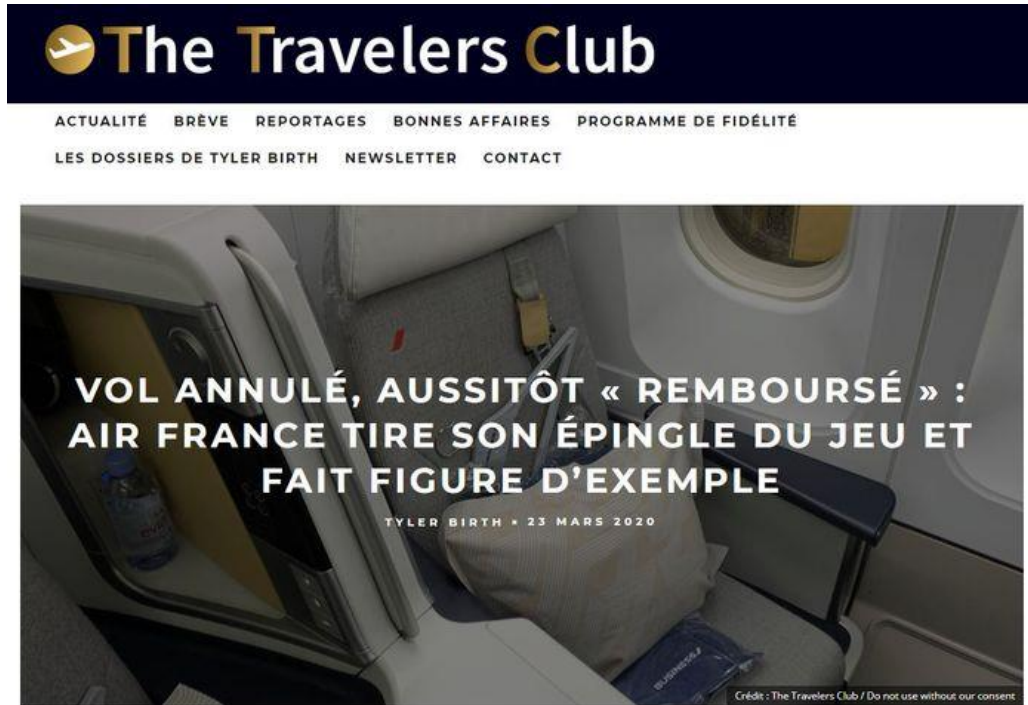 The Travelers Club
ACTUALITÉ BRÈVE REPORTAGES BONNES AFFAIRES PROGRAMME DE FIDÉLITÉ
LES DOSSIERS DE TYLER BIRTH NEWSLETTER CONTACT
VOL ANNULÉ, AUSSITÔT « REMBOURSÉ » :
AIR FRANCE TIRE SON ÉPINGLE DU JEU ET
FAIT FIGURE D’EXEMPLE
TYLER BIRTH • 23 MARS 2020
BUSINESS
Crédit : The Travelers Club / Do not use without our consent